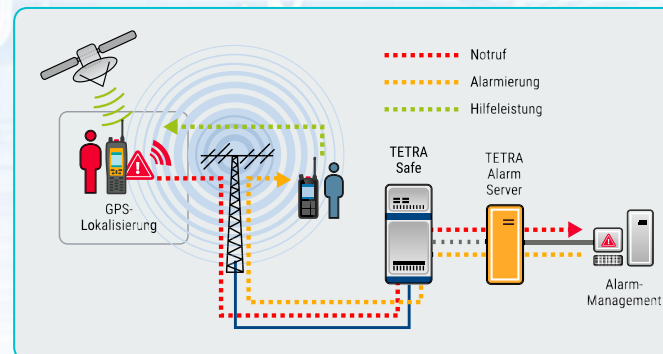 Notruf
Alarmierung
Hilfeleistung
TETRA
Safe
TETRA
Alarm
Server
GPS-
Lokalisierung
Alarm-
Management